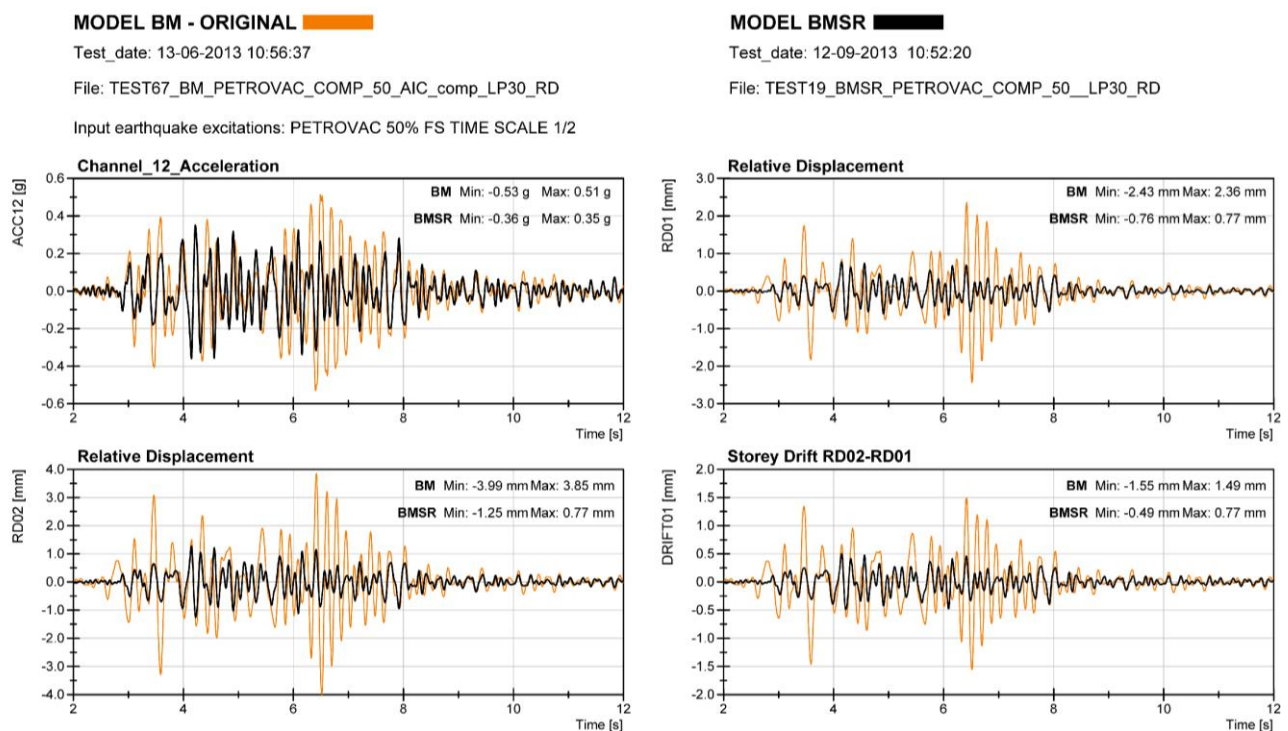 MODEL BM - ORIGINAL
Test_date: 13-06-2013 10:56:37
File: TEST67_BM_PETROVAC_COMP_50_AIC_comp_LP30_RD
Input earthquake excitations: PETROVAC 50% FS TIME SCALE 1/2
MODEL BMSR
Test_date: 12-09-2013 10:52:20
File: TEST19_BMSR_PETROVAC_COMP_50__LP30_RD
Channel_12_Acceleration
ACC12 [g]
BM Min: -0.53 g Max: 0.51 g
BMSR Min: -0.36 g Max: 0.35 g
0.6
0.4
0.2
0.0
-0.2
-0.4
-0.6
2 4 6 8 10 12
Time [s]
Relative Displacement
RD01 [mm]
BM Min: -2.43 mm Max: 2.36 mm
BMSR Min: -0.76 mm Max: 0.77 mm
3.0
2.0
1.0
0.0
-1.0
-2.0
-3.0
2 4 6 8 10 12
Time [s]
Relative Displacement
RD02 [mm]
BM Min: -3.99 mm Max: 3.85 mm
BMSR Min: -1.25 mm Max: 0.77 mm
4.0
3.0
2.0
1.0
0.0
-1.0
-2.0
-3.0
-4.0
2 4 6 8 10 12
Time [s]
Storey Drift RD02-RD01
DRIFT01 [mm]
BM Min: -1.55 mm Max: 1.49 mm
BMSR Min: -0.49 mm Max: 0.77 mm
2.0
1.5
1.0
0.5
0.0
-0.5
-1.0
-1.5
-2.0
2 4 6 8 10 12
Time [s]